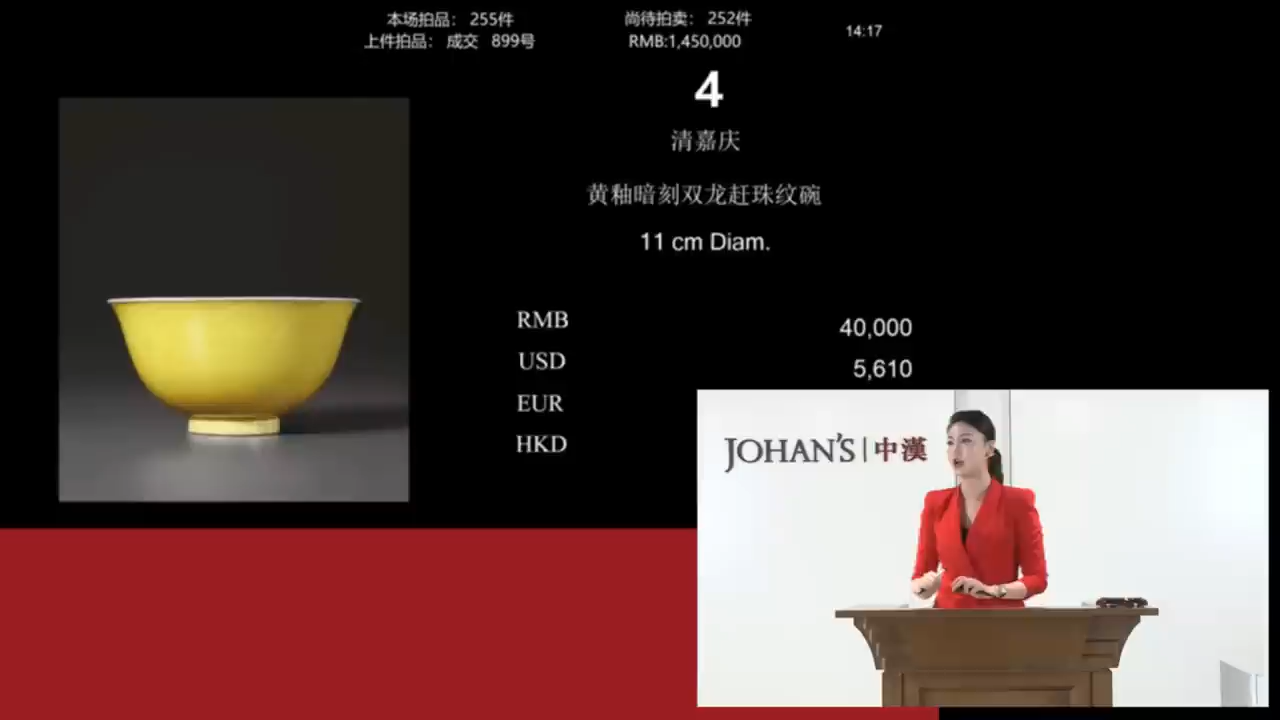 本场拍品： 255件
尚待拍卖： 252件
上件拍品： 成交 899号
RMB:1,450,000
14:17
4
清嘉庆
黄釉暗刻双龙赶珠纹碗
11 cm Diam.
RMB 40,000
USD 5,610
EUR
HKD
JOHAN'S | 中漢